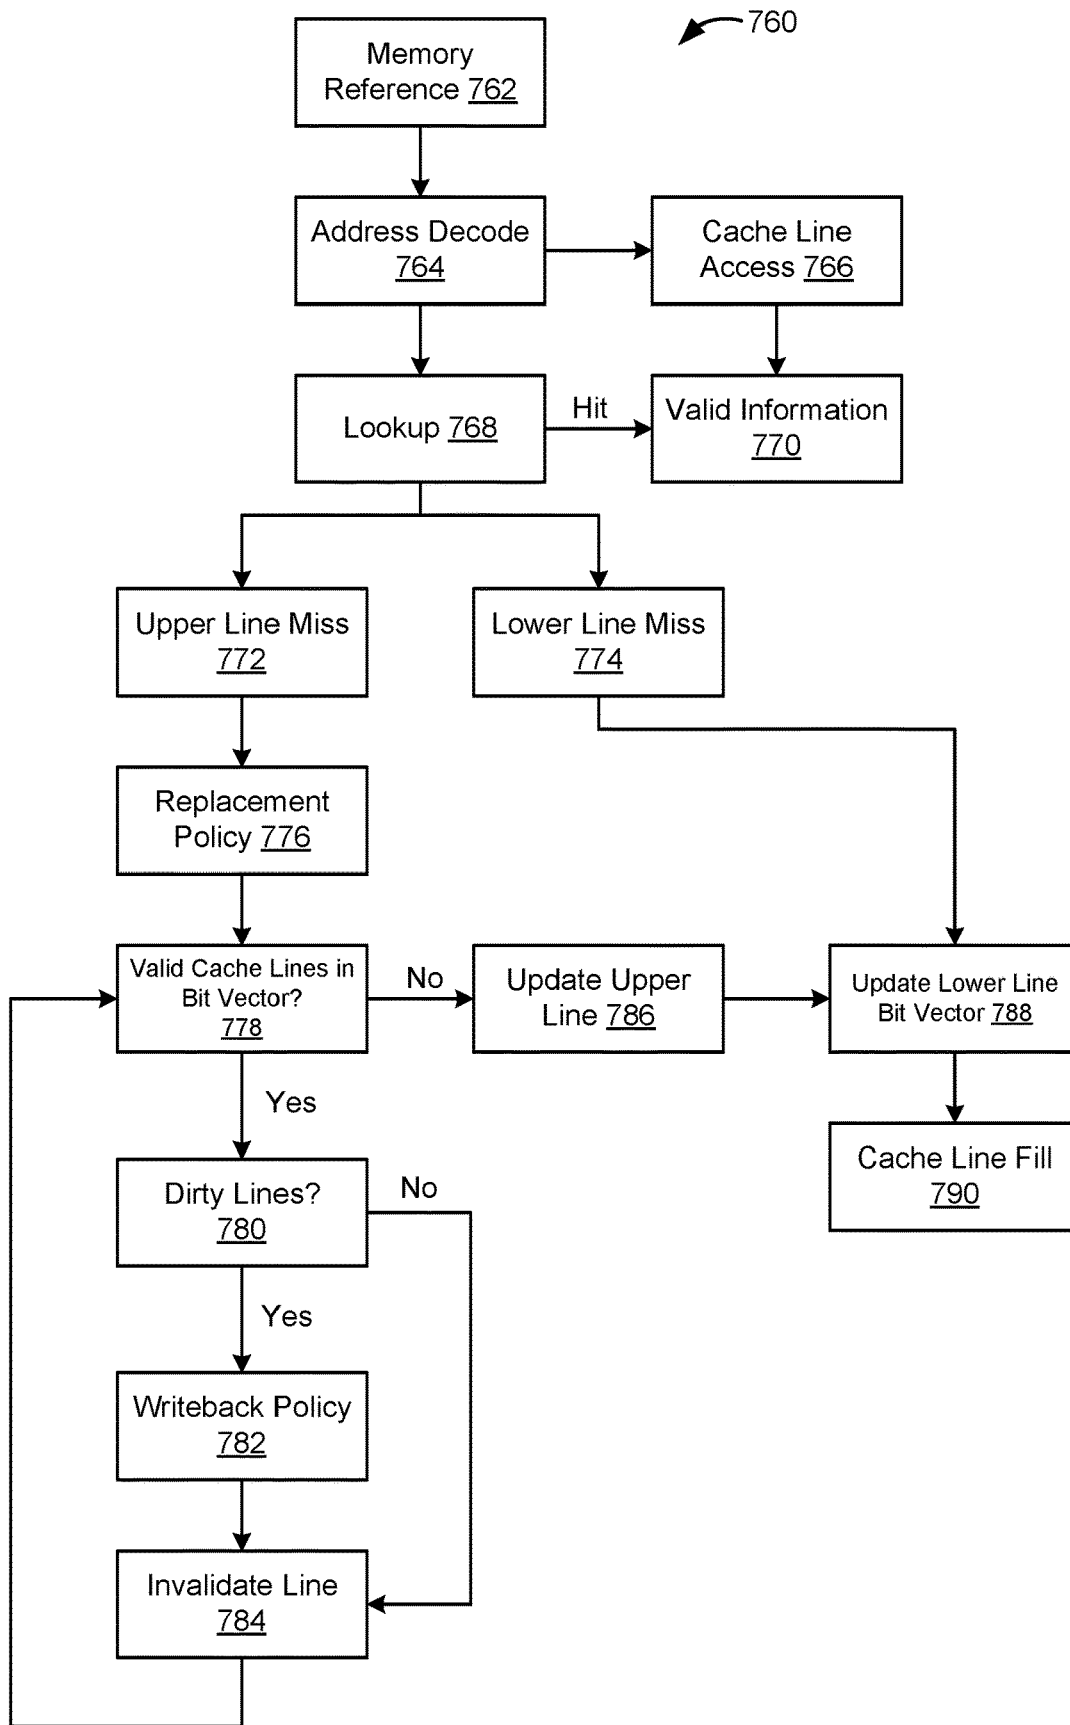 760
Memory
Reference 762
Address Decode
764
Cache Line
Access 766
Lookup 768
Hit
Valid Information
770
Upper Line Miss
772
Lower Line Miss
774
Replacement
Policy 776
Valid Cache Lines in
Bit Vector?
778
No
Update Upper
Line 786
Update Lower Line
Bit Vector 788
Yes
Dirty Lines?
780
No
Cache Line Fill
790
Yes
Writeback Policy
782
Invalidate Line
784